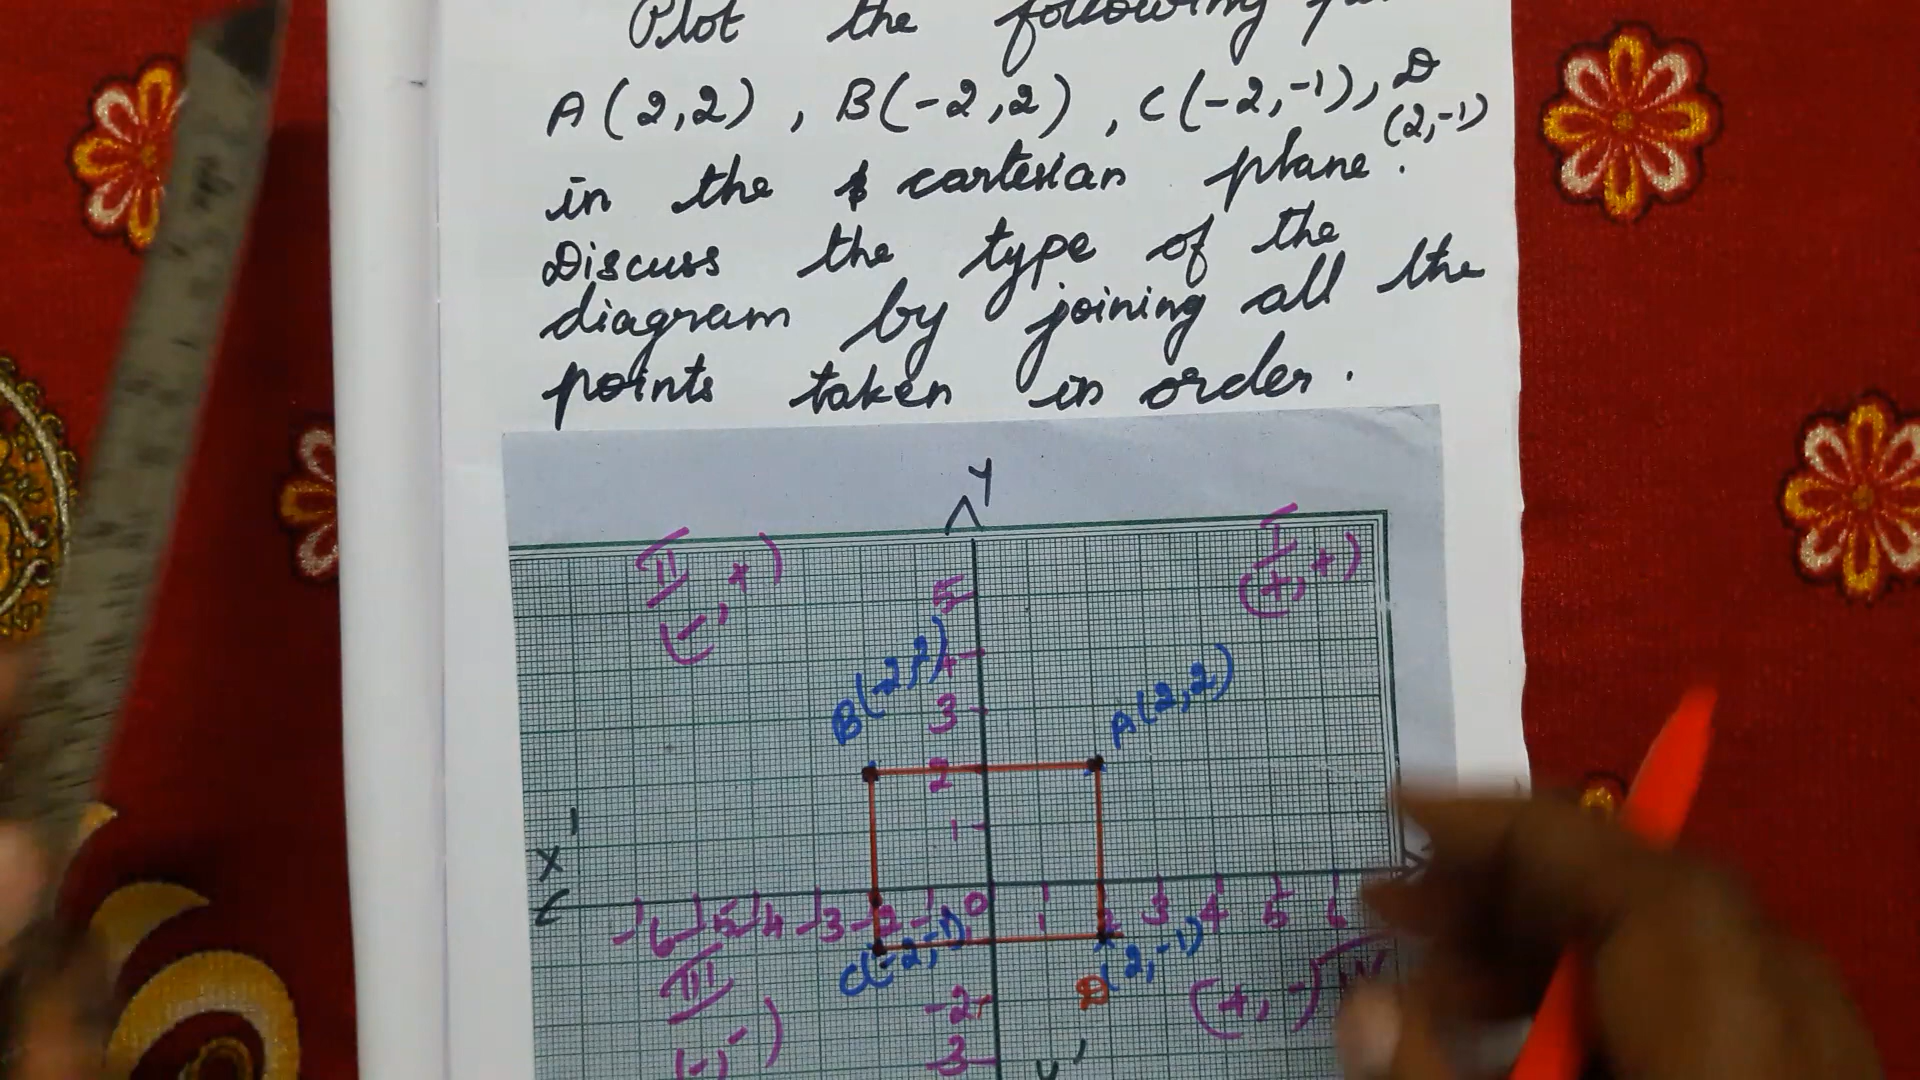 Plot the following
A(2,2), B(-2,2), C(-2,-1), D
(2,-1)
in the cartesian plane.
Discuss the type of the
diagram by joining all the
points taken in order.
Y
II
(-,+)
I
(+,+)
5
4
3
2
1
B(-2,2)
A(2,2)
X'
-6 -5 -4 -3 -2 -1 0 1 2 3 4 5 6
C(-2,-1)
D(2,-1)
III
(-,-)
IV
(+,-)
-2
-3
Y'